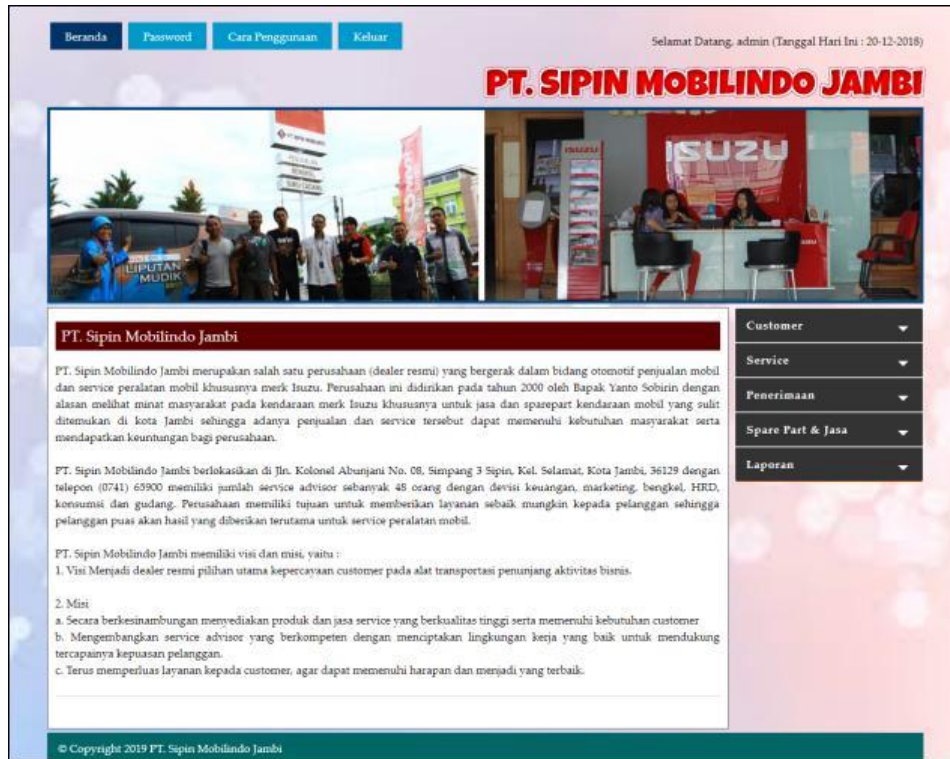 Beranda
Password
Cara Penggunaan
Keluar
Selamat Datang, admin (Tanggal Hari Ini : 20-12-2018)
PT. SIPIN MOBILINDO JAMBI
LIPUTAN
MUDIK
ISUZU
ISUZU
PT. Sipin Mobilindo Jambi
PT. Sipin Mobilindo Jambi merupakan salah satu perusahaan (dealer resmi) yang bergerak dalam bidang otomotif penjualan mobil
dan service peralatan mobil khususnya merk Isuzu. Perusahaan ini didirikan pada tahun 2000 oleh Bapak Yanto Sobirin dengan
alasan melihat minat masyarakat pada kendaraan merk Isuzu khususnya untuk jasa dan sparepart kendaraan mobil yang sulit
ditemukan di kota Jambi sehingga adanya penjualan dan service tersebut dapat memenuhi kebutuhan masyarakat serta
mendapatkan keuntungan bagi perusahaan.
PT. Sipin Mobilindo Jambi berlokasikan di Jln. Kolonel Abunjani No. 08, Simpang 3 Sipin, Kel. Selamat, Kota Jambi, 36129 dengan
telepon (0741) 65900 memiliki jumlah service advisor sebanyak 48 orang dengan devisi keuangan, marketing, bengkel, HRD,
konsumsi dan gudang. Perusahaan memiliki tujuan untuk memberikan layanan sebaik mungkin kepada pelanggan sehingga
pelanggan puas akan hasil yang diberikan terutama untuk service peralatan mobil.
PT. Sipin Mobilindo Jambi memiliki visi dan misi, yaitu :
1. Visi Menjadi dealer resmi pilihan utama kepercayaan customer pada alat transportasi penunjang aktivitas bisnis.
2. Misi
a. Secara berkesinambungan menyediakan produk dan jasa service yang berkualitas tinggi serta memenuhi kebutuhan customer
b. Mengembangkan service advisor yang berkompeten dengan menciptakan lingkungan kerja yang baik untuk mendukung
tercapainya kepuasan pelanggan.
c. Terus memperluas layanan kepada customer, agar dapat memenuhi harapan dan menjadi yang terbaik.
Customer
Service
Penerimaan
Spare Part & Jasa
Laporan
© Copyright 2019 PT. Sipin Mobilindo Jambi